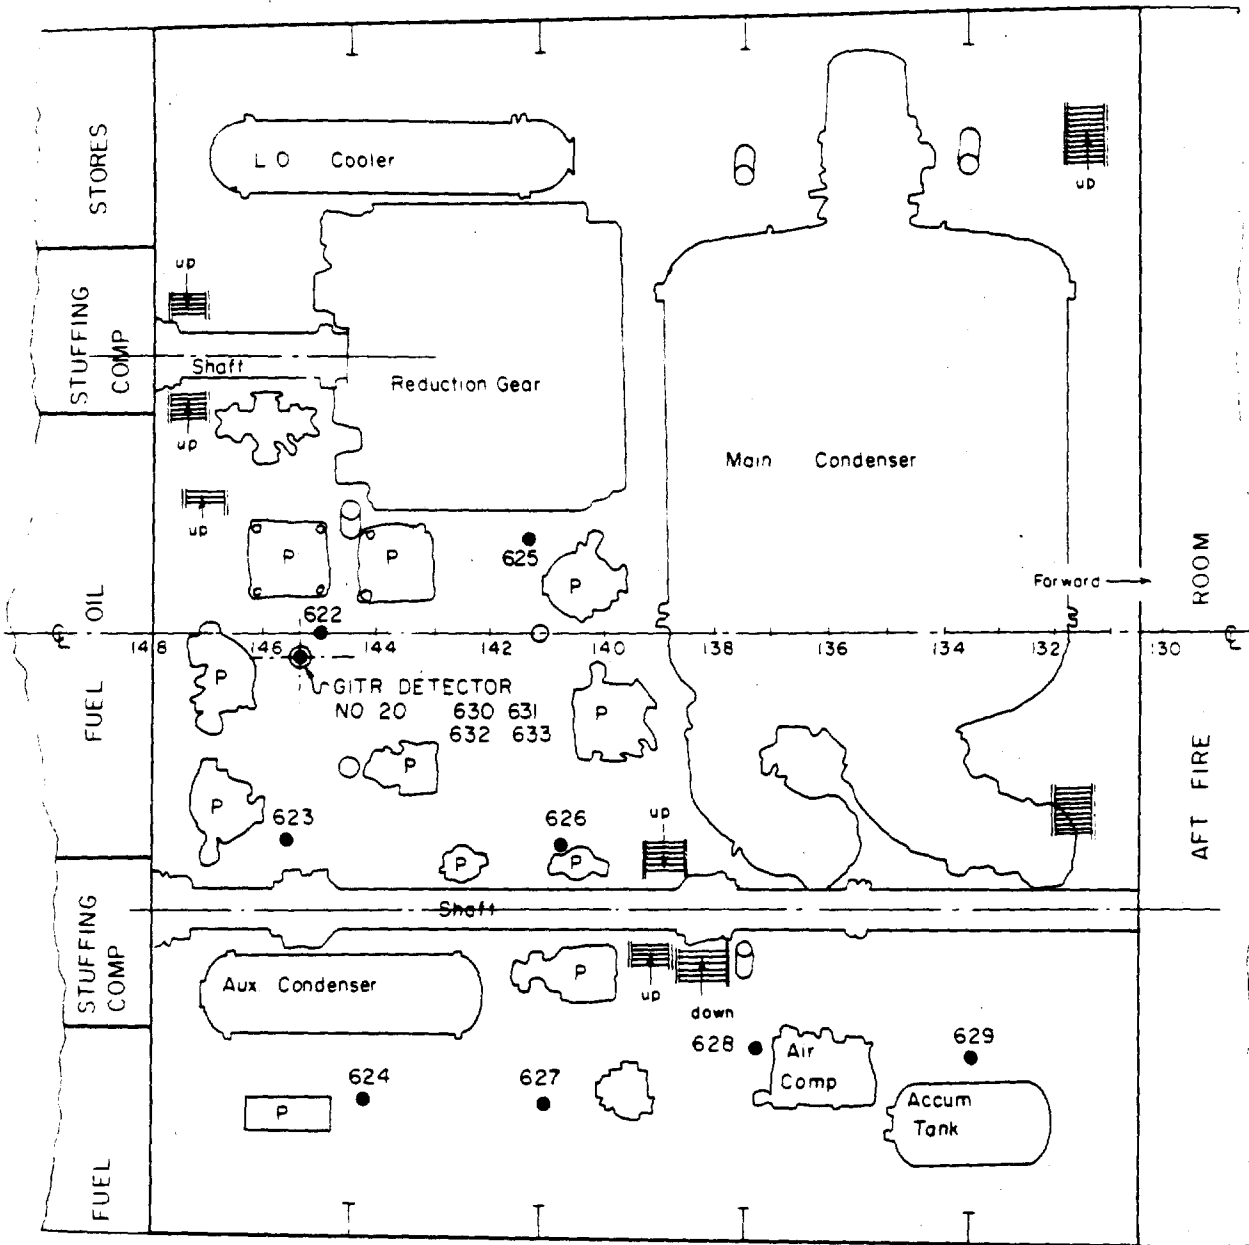 STORES
L O Cooler
up
up
STUFFING
COMP
Shaft
Reduction Gear
up
Main Condenser
up
P
P
625
P
Forward
ROOM
FUEL OIL
622
148 146 144 142 140 138 136 134 132 130
P
GITR DETECTOR
NO 20 630 631
632 633
P
P
P
623
626
up
AFT FIRE
P
P
Shaft
STUFFING
COMP
Aux Condenser
P
up
down
628
Air
Comp
629
624
627
Accum
Tank
P
FUEL